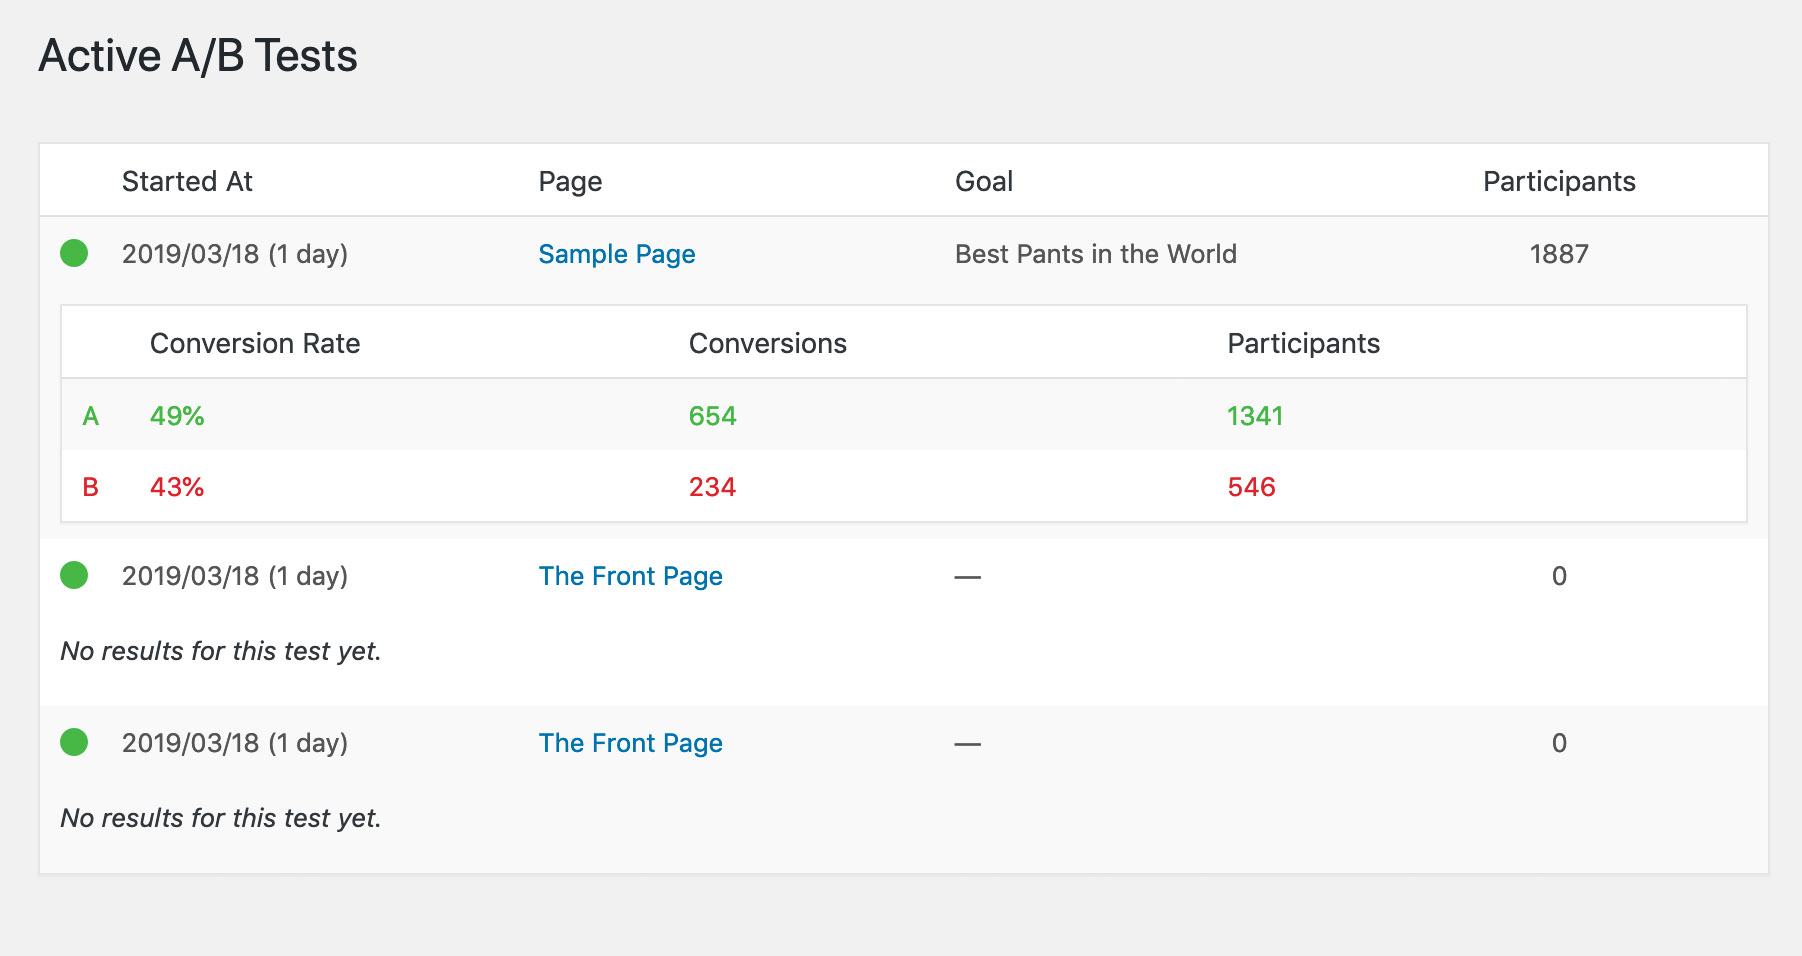 Active A/B Tests
Started At Page Goal Participants
2019/03/18 (1 day) Sample Page Best Pants in the World 1887
Conversion Rate Conversions Participants
A 49% 654 1341
B 43% 234 546
2019/03/18 (1 day) The Front Page — 0
No results for this test yet.
2019/03/18 (1 day) The Front Page — 0
No results for this test yet.